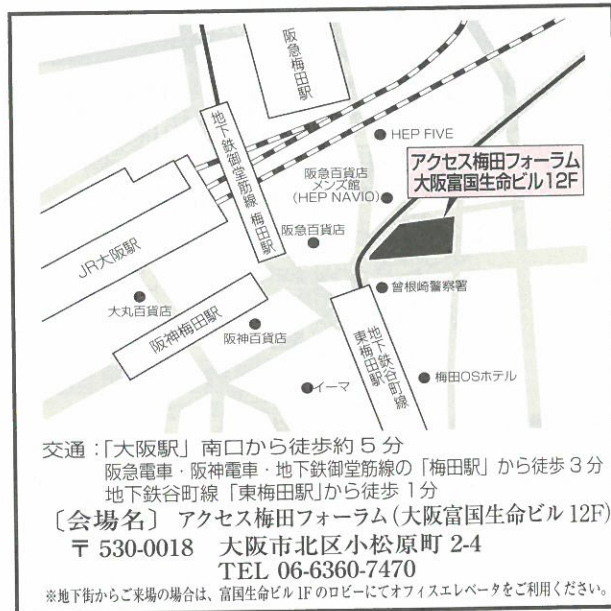 阪急梅田駅
地下鉄御堂筋線 梅田駅
HEP FIVE
アクセス梅田フォーラム
大阪富国生命ビル12F
阪急百貨店
メンズ館
(HEP NAVIO)
阪急百貨店
JR大阪駅
曾根崎警察署
大丸百貨店
阪神梅田駅
阪神百貨店
地下鉄谷町線
東梅田駅
イーマ
梅田OSホテル
交通:「大阪駅」南口から徒歩約5分
阪急電車・阪神電車・地下鉄御堂筋線の「梅田駅」から徒歩3分
地下鉄谷町線「東梅田駅」から徒歩1分
〔会場名〕 アクセス梅田フォーラム(大阪富国生命ビル 12F)
〒530-0018 大阪市北区小松原町 2-4
TEL 06-6360-7470
※地下街からご来場の場合は、富国生命ビル1Fのロビーにてオフィスエレベータをご利用ください。